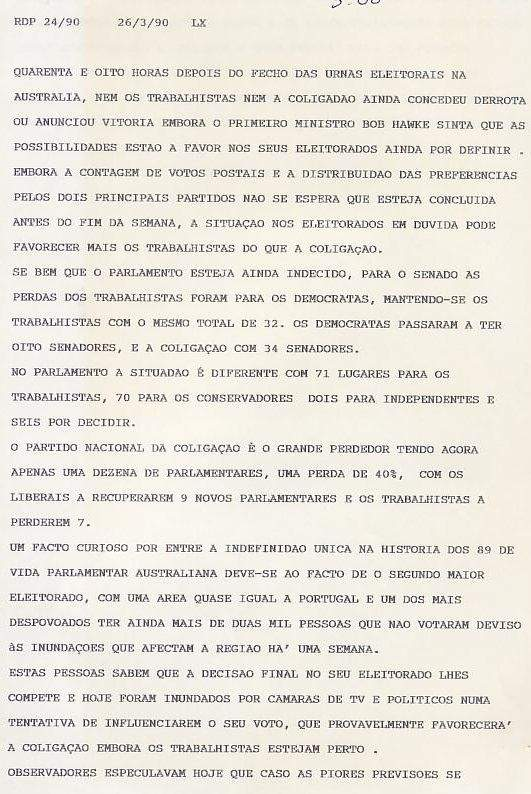 RDP 24/90 26/3/90 LX
QUARENTA E OITO HORAS DEPOIS DO FECHO DAS URNAS ELEITORAIS NA
AUSTRALIA, NEM OS TRABALHISTAS NEM A COLIGADAO AINDA CONCEDEU DERROTA
OU ANUNCIOU VITORIA EMBORA O PRIMEIRO MINISTRO BOB HAWKE SINTA QUE AS
POSSIBILIDADES ESTAO A FAVOR NOS SEUS ELEITORADOS AINDA POR DEFINIR .
EMBORA A CONTAGEM DE VOTOS POSTAIS E A DISTRIBUIDAO DAS PREFERENCIAS
PELOS DOIS PRINCIPAIS PARTIDOS NAO SE ESPERA QUE ESTEJA CONCLUIDA
ANTES DO FIM DA SEMANA, A SITUAÇAO NOS ELEITORADOS EM DUVIDA PODE
FAVORECER MAIS OS TRABALHISTAS DO QUE A COLIGAçAO.
SE BEM QUE O PARLAMENTO ESTEJA AINDA INDECIDO, PARA O SENADO AS
PERDAS DOS TRABALHISTAS FORAM PARA OS DEMOCRATAS, MANTENDO-SE OS
TRABALHISTAS COM O MESMO TOTAL DE 32. OS DEMOCRATAS PASSARAM A TER
OITO SENADORES, E A COLIGAÇAO COM 34 SENADORES.
NO PARLAMENTO A SITUADAO É DIFERENTE COM 71 LUGARES PARA OS
TRABALHISTAS, 70 PARA OS CONSERVADORES DOIS PARA INDEPENDENTES E
SEIS POR DECIDIR.
O PARTIDO NACIONAL DA COLIGAÇAO É O GRANDE PERDEDOR TENDO AGORA
APENAS UMA DEZENA DE PARLAMENTARES, UMA PERDA DE 40%, COM OS
LIBERAIS A RECUPERAREM 9 NOVOS PARLAMENTARES E OS TRABALHISTAS A
PERDEREM 7.
UM FACTO CURIOSO POR ENTRE A INDEFINIDAO UNICA NA HISTORIA DOS 89 DE
VIDA PARLAMENTAR AUSTRALIANA DEVE-SE AO FACTO DE O SEGUNDO MAIOR
ELEITORADO, COM UMA AREA QUASE IGUAL A PORTUGAL E UM DOS MAIS
DESPOVOADOS TER AINDA MAIS DE DUAS MIL PESSOAS QUE NAO VOTARAM DEVISO
àS INUNDAÇOES QUE AFECTAM A REGIAO HA' UMA SEMANA.
ESTAS PESSOAS SABEM QUE A DECISAO FINAL NO SEU ELEITORADO LHES
COMPETE E HOJE FORAM INUNDADOS POR CAMARAS DE TV E POLITICOS NUMA
TENTATIVA DE INFLUENCIAREM O SEU VOTO, QUE PROVAVELMENTE FAVORECERA'
A COLIGAÇAO EMBORA OS TRABALHISTAS ESTEJAM PERTO .
OBSERVADORES ESPECULAVAM HOJE QUE CASO AS PIORES PREVISOES SE